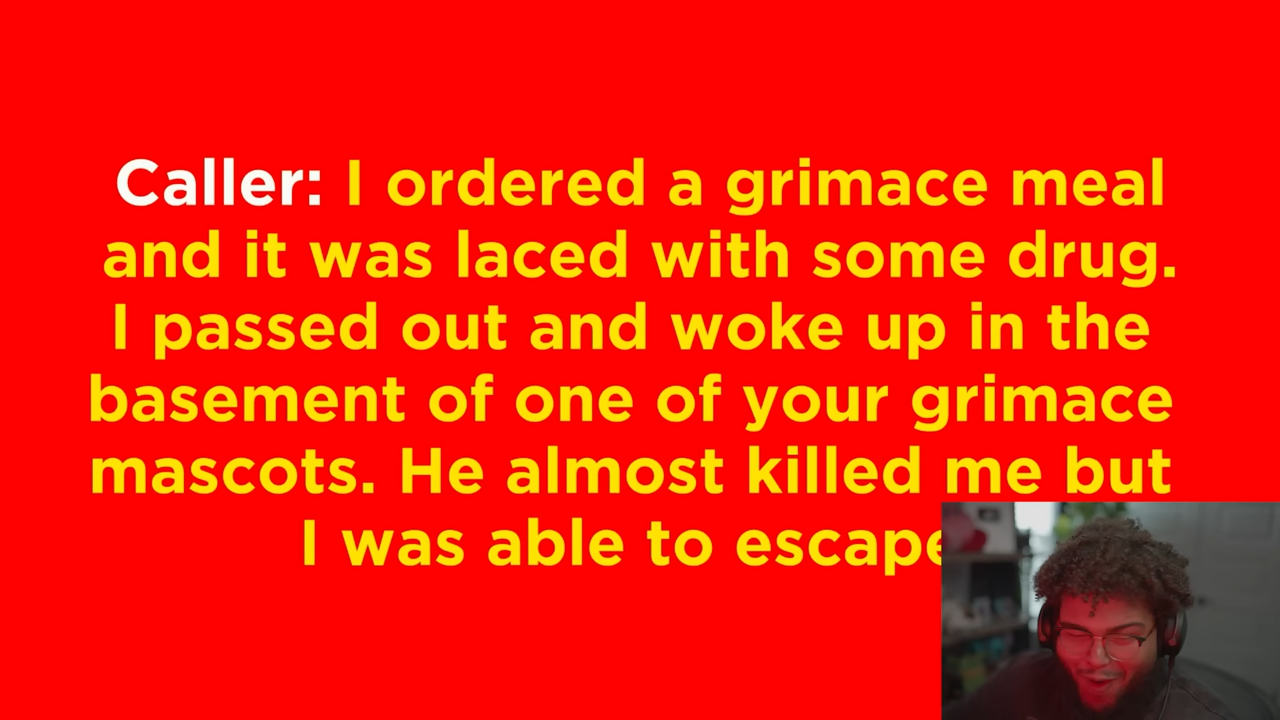 Caller: I ordered a grimace meal
and it was laced with some drug.
I passed out and woke up in the
basement of one of your grimace
mascots. He almost killed me but
I was able to escape